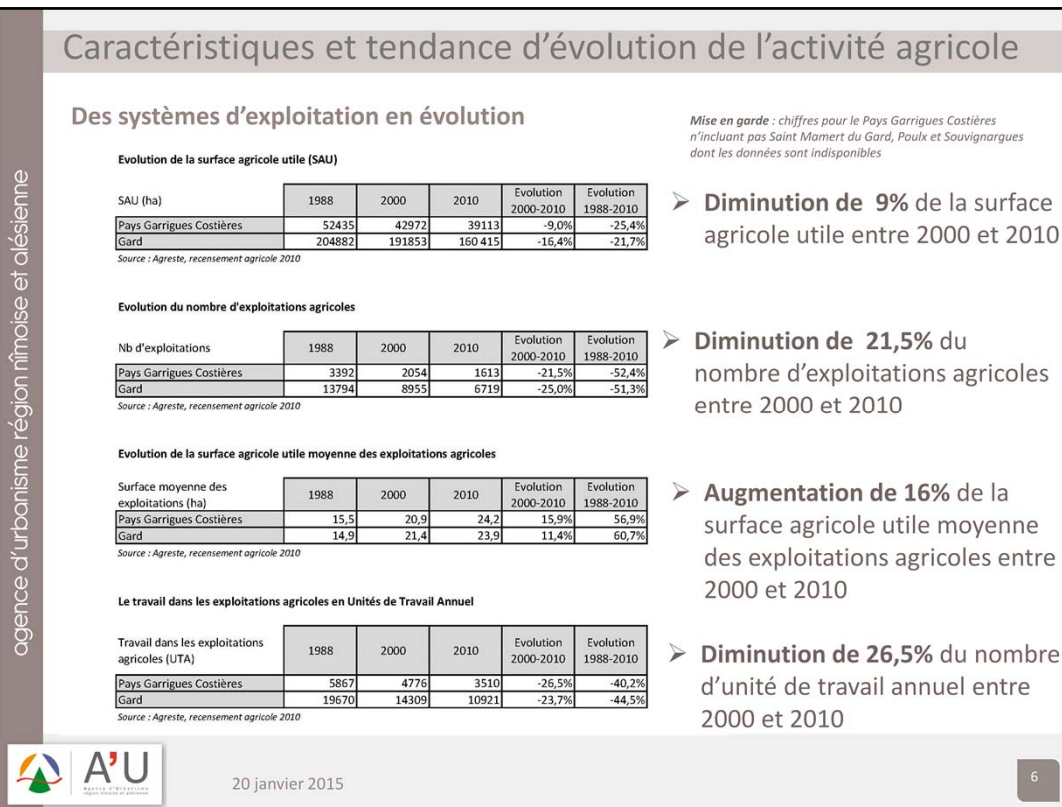 Caractéristiques et tendance d'évolution de l'activité agricole
agence d'urbanisme région nîmoise et alésienne
Des systèmes d'exploitation en évolution
Mise en garde : chiffres pour le Pays Garrigues Costières
n'incluant pas Saint Mamert du Gard, Poulx et Souvignargues
dont les données sont indisponibles
Evolution de la surface agricole utile (SAU)
SAU (ha) 1988 2000 2010 Evolution 2000-2010 Evolution 1988-2010
Pays Garrigues Costières 52435 42972 39113 -9,0% -25,4%
Gard 204882 191853 160 415 -16,4% -21,7%
Source : Agreste, recensement agricole 2010
➢ Diminution de 9% de la surface
agricole utile entre 2000 et 2010
Evolution du nombre d'exploitations agricoles
Nb d'exploitations 1988 2000 2010 Evolution 2000-2010 Evolution 1988-2010
Pays Garrigues Costières 3392 2054 1613 -21,5% -52,4%
Gard 13794 8955 6719 -25,0% -51,3%
Source : Agreste, recensement agricole 2010
➢ Diminution de 21,5% du
nombre d'exploitations agricoles
entre 2000 et 2010
Evolution de la surface agricole utile moyenne des exploitations agricoles
Surface moyenne des exploitations (ha) 1988 2000 2010 Evolution 2000-2010 Evolution 1988-2010
Pays Garrigues Costières 15,5 20,9 24,2 15,9% 56,9%
Gard 14,9 21,4 23,9 11,4% 60,7%
Source : Agreste, recensement agricole 2010
➢ Augmentation de 16% de la
surface agricole utile moyenne
des exploitations agricoles entre
2000 et 2010
Le travail dans les exploitations agricoles en Unités de Travail Annuel
Travail dans les exploitations agricoles (UTA) 1988 2000 2010 Evolution 2000-2010 Evolution 1988-2010
Pays Garrigues Costières 5867 4776 3510 -26,5% -40,2%
Gard 19670 14309 10921 -23,7% -44,5%
Source : Agreste, recensement agricole 2010
➢ Diminution de 26,5% du nombre
d'unité de travail annuel entre
2000 et 2010
A'U
Agence d'Urbanisme
région nîmoise et alésienne
20 janvier 2015
6